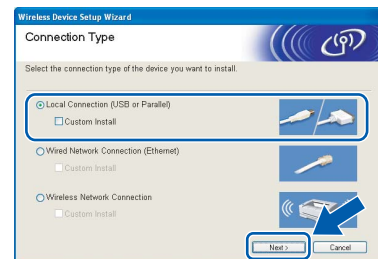 Wireless Device Setup Wizard
Connection Type
Select the connection type of the device you want to install.
Local Connection (USB or Parallel)
Custom Install
Wired Network Connection (Ethernet)
Custom Install
Wireless Network Connection
Custom Install
Next >
Cancel